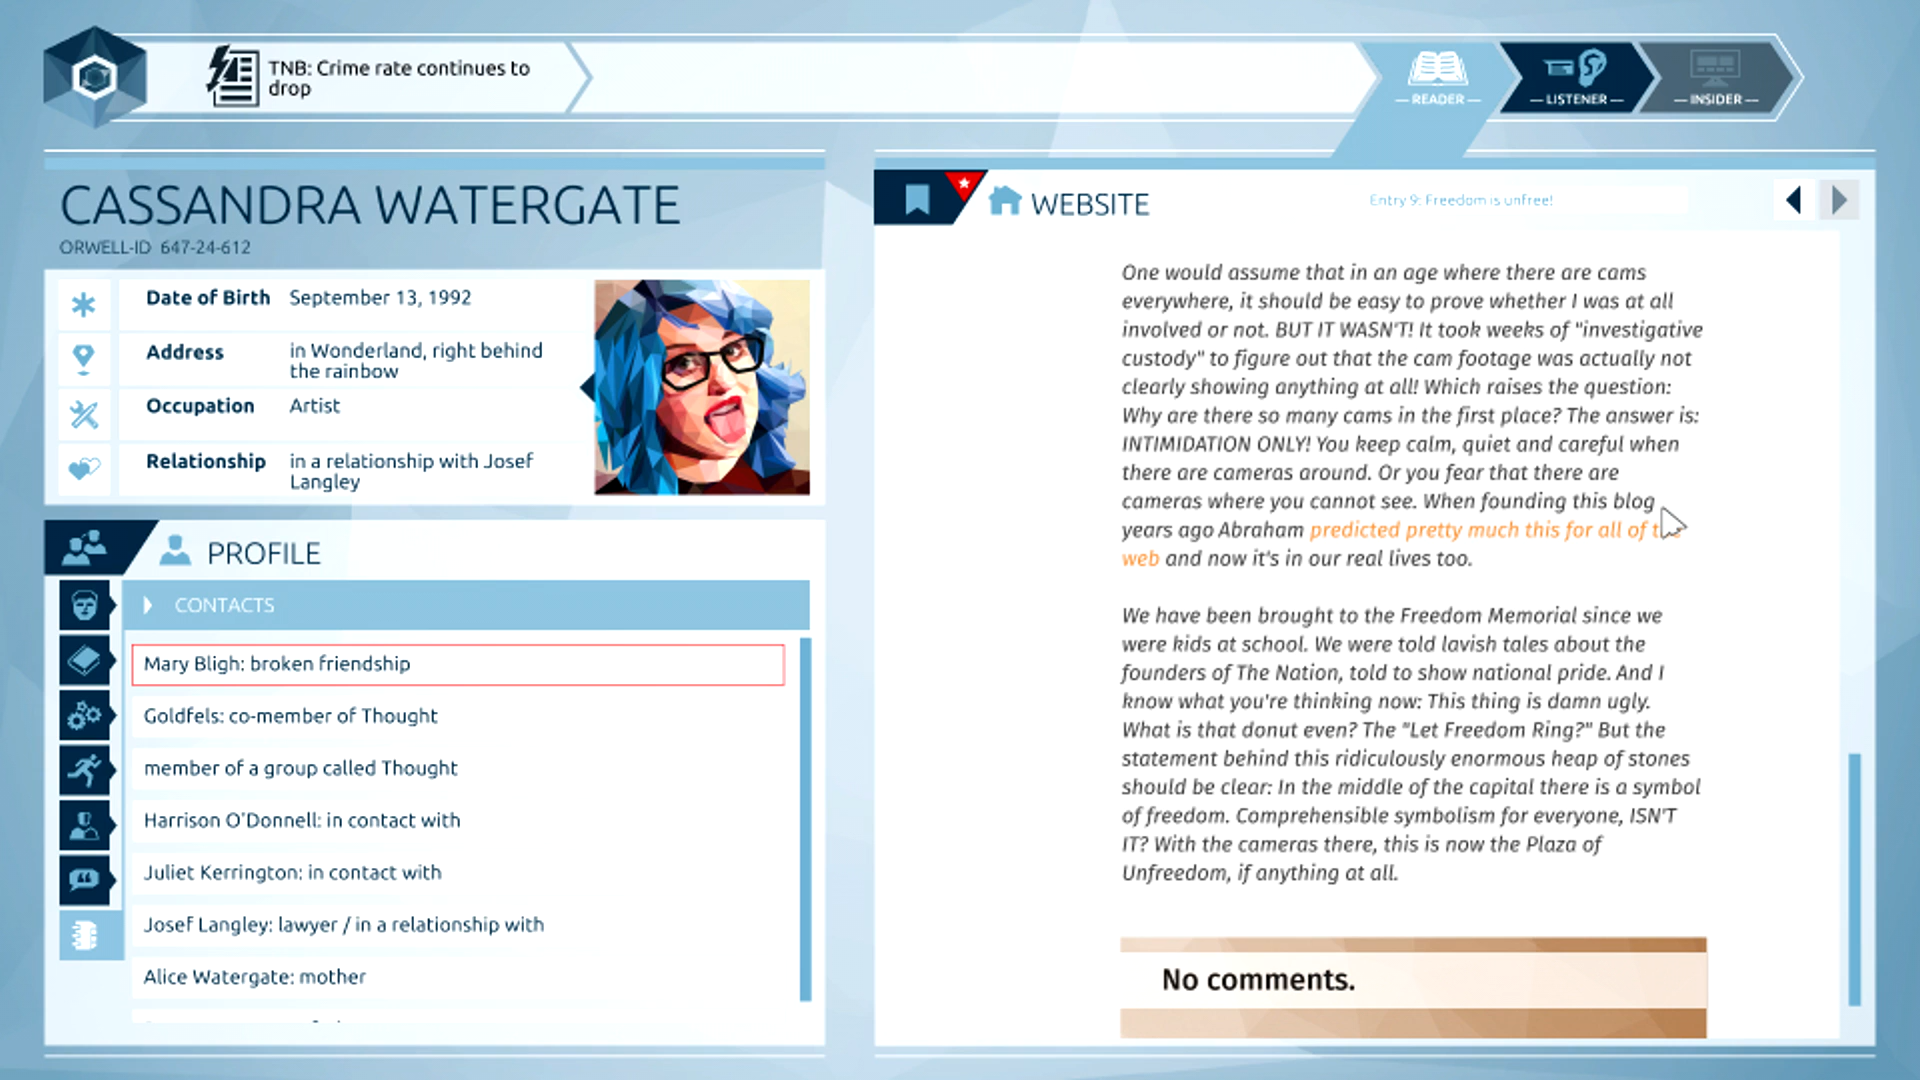 TNB: Crime rate continues to
drop
— READER —
— LISTENER —
— INSIDER —
CASSANDRA WATERGATE
ORWELL-ID 647-24-612
Date of Birth September 13, 1992
Address in Wonderland, right behind
the rainbow
Occupation Artist
Relationship in a relationship with Josef
Langley
PROFILE
CONTACTS
Mary Bligh: broken friendship
Goldfels: co-member of Thought
member of a group called Thought
Harrison O'Donnell: in contact with
Juliet Kerrington: in contact with
Josef Langley: lawyer / in a relationship with
Alice Watergate: mother
WEBSITE
Entry 9: Freedom is unfree!
One would assume that in an age where there are cams
everywhere, it should be easy to prove whether I was at all
involved or not. BUT IT WASN'T! It took weeks of "investigative
custody" to figure out that the cam footage was actually not
clearly showing anything at all! Which raises the question:
Why are there so many cams in the first place? The answer is:
INTIMIDATION ONLY! You keep calm, quiet and careful when
there are cameras around. Or you fear that there are
cameras where you cannot see. When founding this blog
years ago Abraham predicted pretty much this for all of
web and now it's in our real lives too.
We have been brought to the Freedom Memorial since we
were kids at school. We were told lavish tales about the
founders of The Nation, told to show national pride. And I
know what you're thinking now: This thing is damn ugly.
What is that donut even? The "Let Freedom Ring?" But the
statement behind this ridiculously enormous heap of stones
should be clear: In the middle of the capital there is a symbol
of freedom. Comprehensible symbolism for everyone, ISN'T
IT? With the cameras there, this is now the Plaza of
Unfreedom, if anything at all.
No comments.